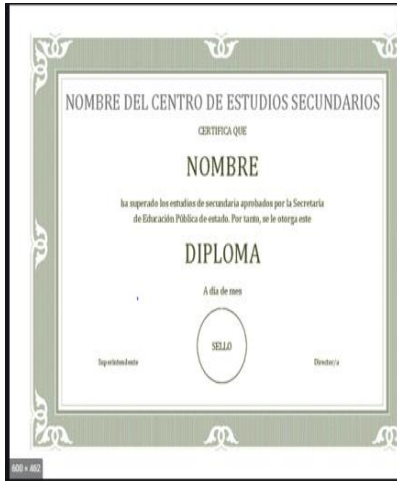 NOMBRE DEL CENTRO DE ESTUDIOS SECUNDARIOS
CERTIFICA QUE
NOMBRE
ha superado los estudios de secundaria aprobados por la Secretaría
de Educación Pública de estado. Por tanto, se le otorga este
DIPLOMA
A día de mes
SELLO
Superintendente
Director/a
600 × 462